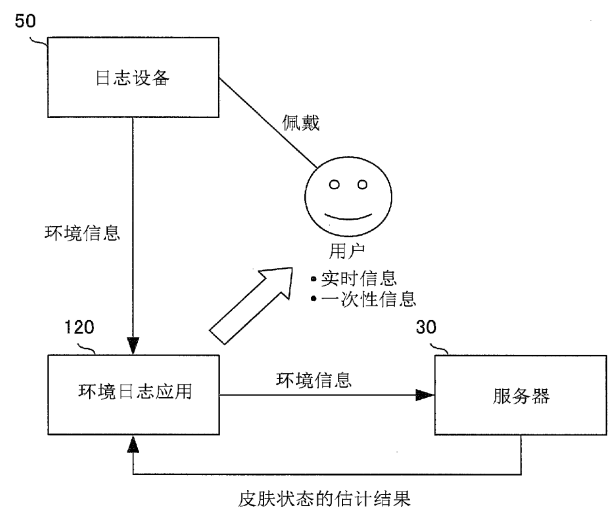 50
日志设备
佩戴
用户
• 实时信息
• 一次性信息
环境信息
120
环境日志应用
环境信息
30
服务器
皮肤状态的估计结果